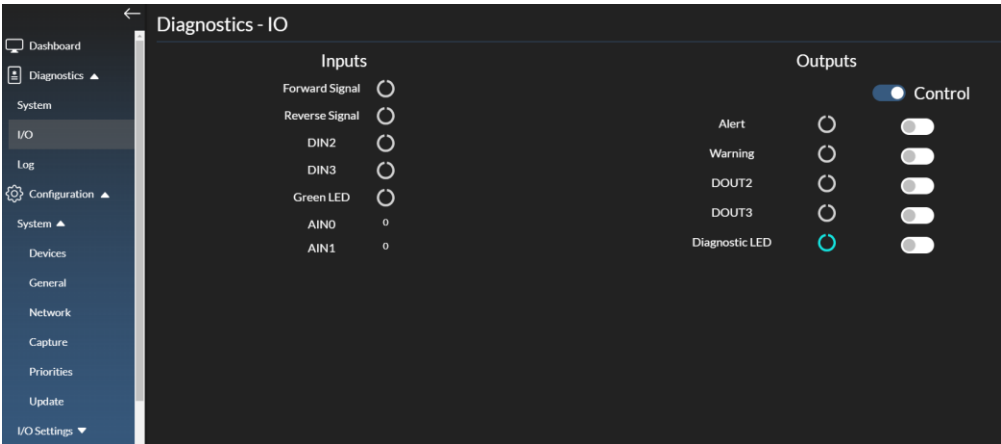 Diagnostics - IO
Dashboard
Diagnostics
System
I/O
Log
Configuration
System
Devices
General
Network
Capture
Priorities
Update
I/O Settings
Inputs
Forward Signal
Reverse Signal
DIN2
DIN3
Green LED
AIN0 0
AIN1 0
Outputs
Control
Alert
Warning
DOUT2
DOUT3
Diagnostic LED